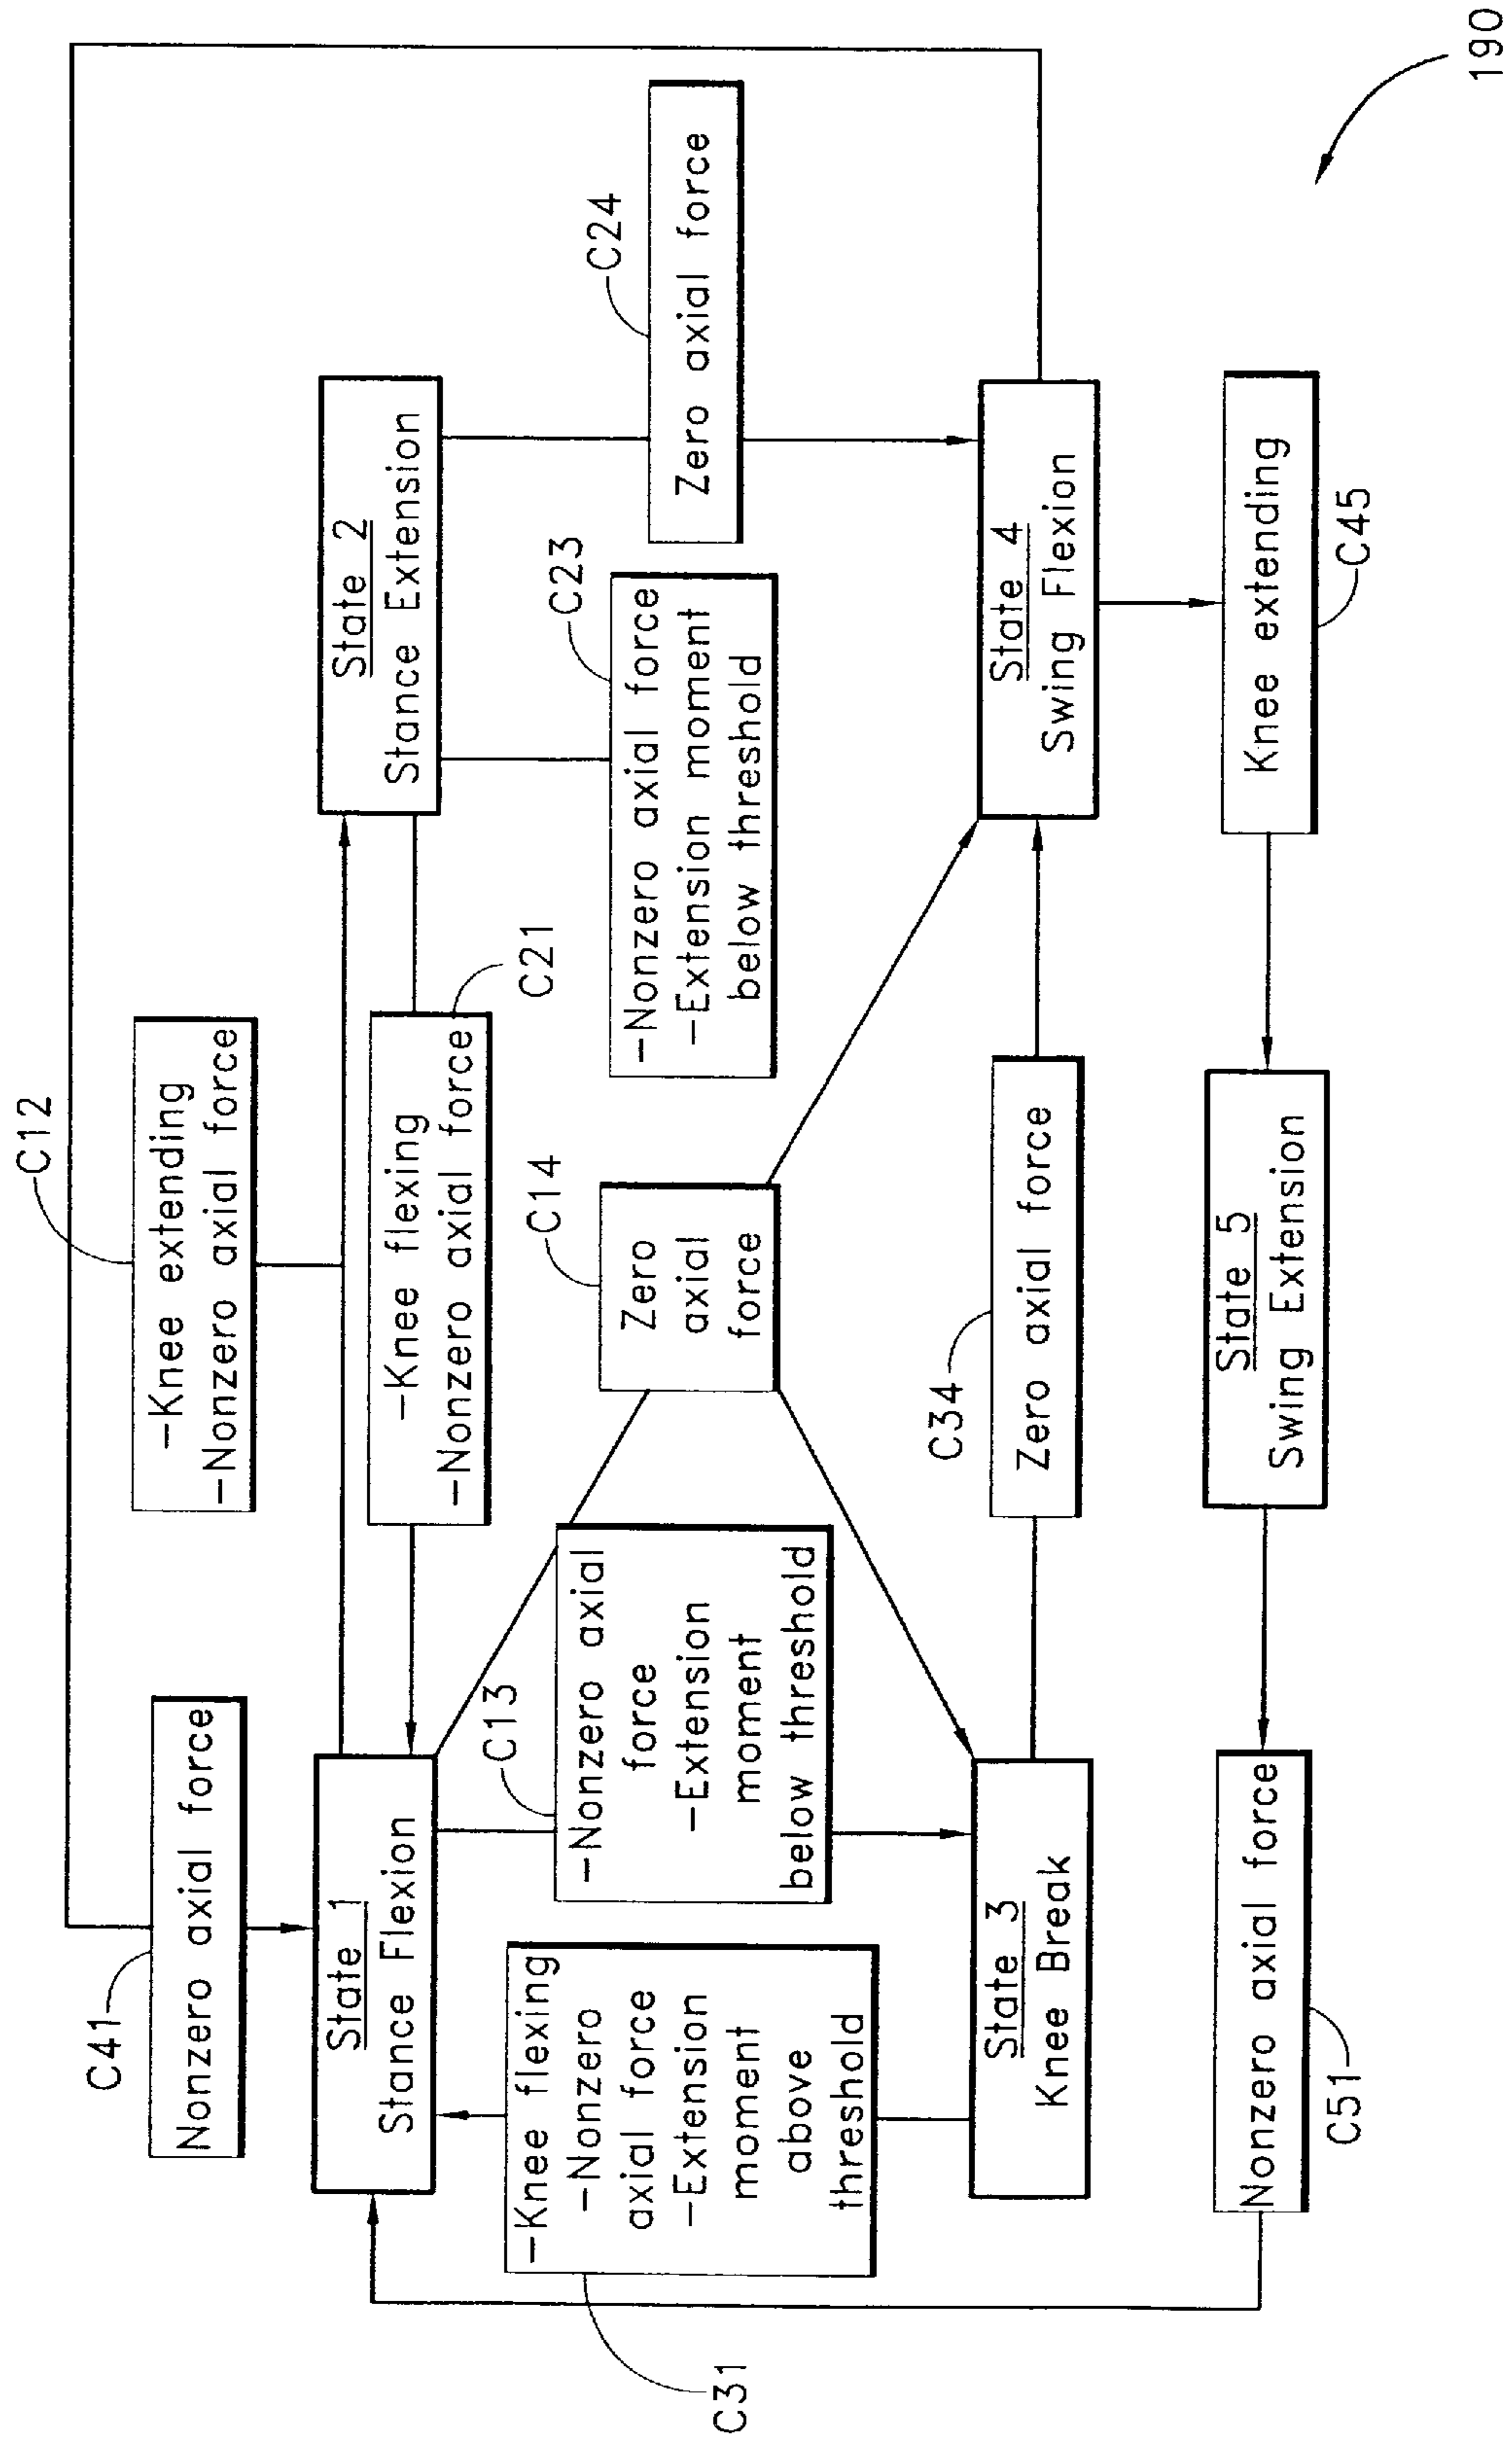 C12
C41
Nonzero axial force
-Knee extending
-Nonzero axial force
State 1
Stance Flexion
State 2
Stance Extension
-Knee flexing
-Nonzero axial force
C21
C31
-Knee flexing
-Nonzero
axial force
-Extension
moment
above
threshold
C13
-Nonzero axial
force
-Extension
moment
below threshold
C14
Zero
axial
force
C23
-Nonzero axial force
-Extension moment
below threshold
C24
Zero axial force
State 3
Knee Break
C34
Zero axial force
State 4
Swing Flexion
Nonzero axial force
C51
State 5
Swing Extension
Knee extending
C45
190